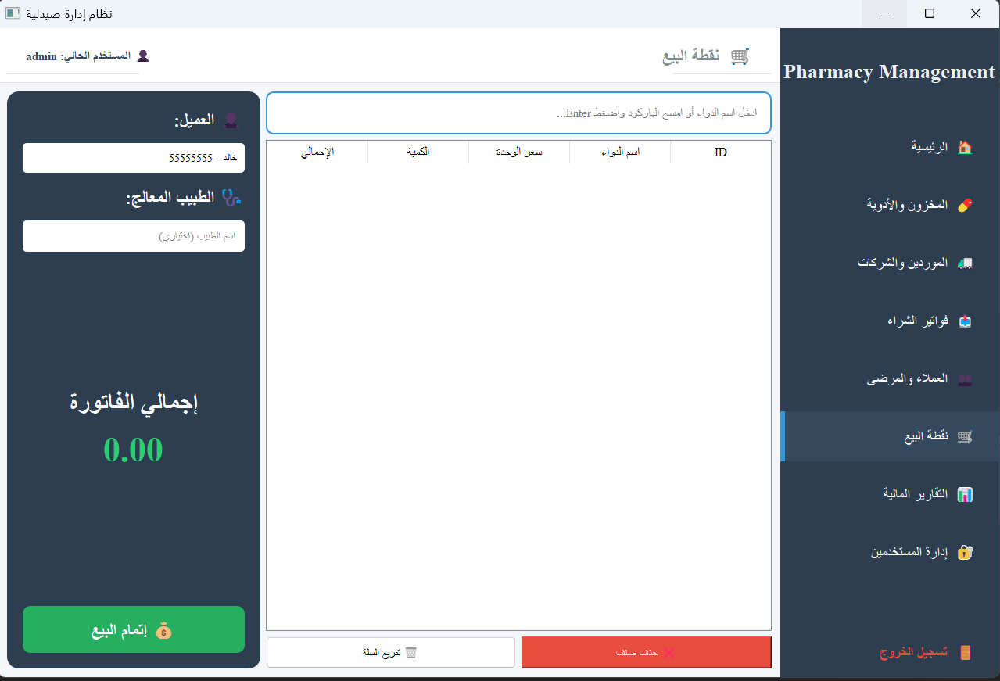 نظام إدارة صيدلية
Pharmacy Management
الرئيسية
المخزون والأدوية
الموردين والشركات
فواتير الشراء
العملاء والمرضى
نقطة البيع
التقارير المالية
إدارة المستخدمين
تسجيل الخروج
نقطة البيع
المستخدم الحالي: admin
ادخل اسم الدواء أو امسح الباركود واضغط Enter...
ID اسم الدواء سعر الوحدة الكمية الإجمالي
حذف صنف
تفريغ السلة
العميل:
خالد - 55555555
الطبيب المعالج:
اسم الطبيب (اختياري)
إجمالي الفاتورة
0.00
إتمام البيع